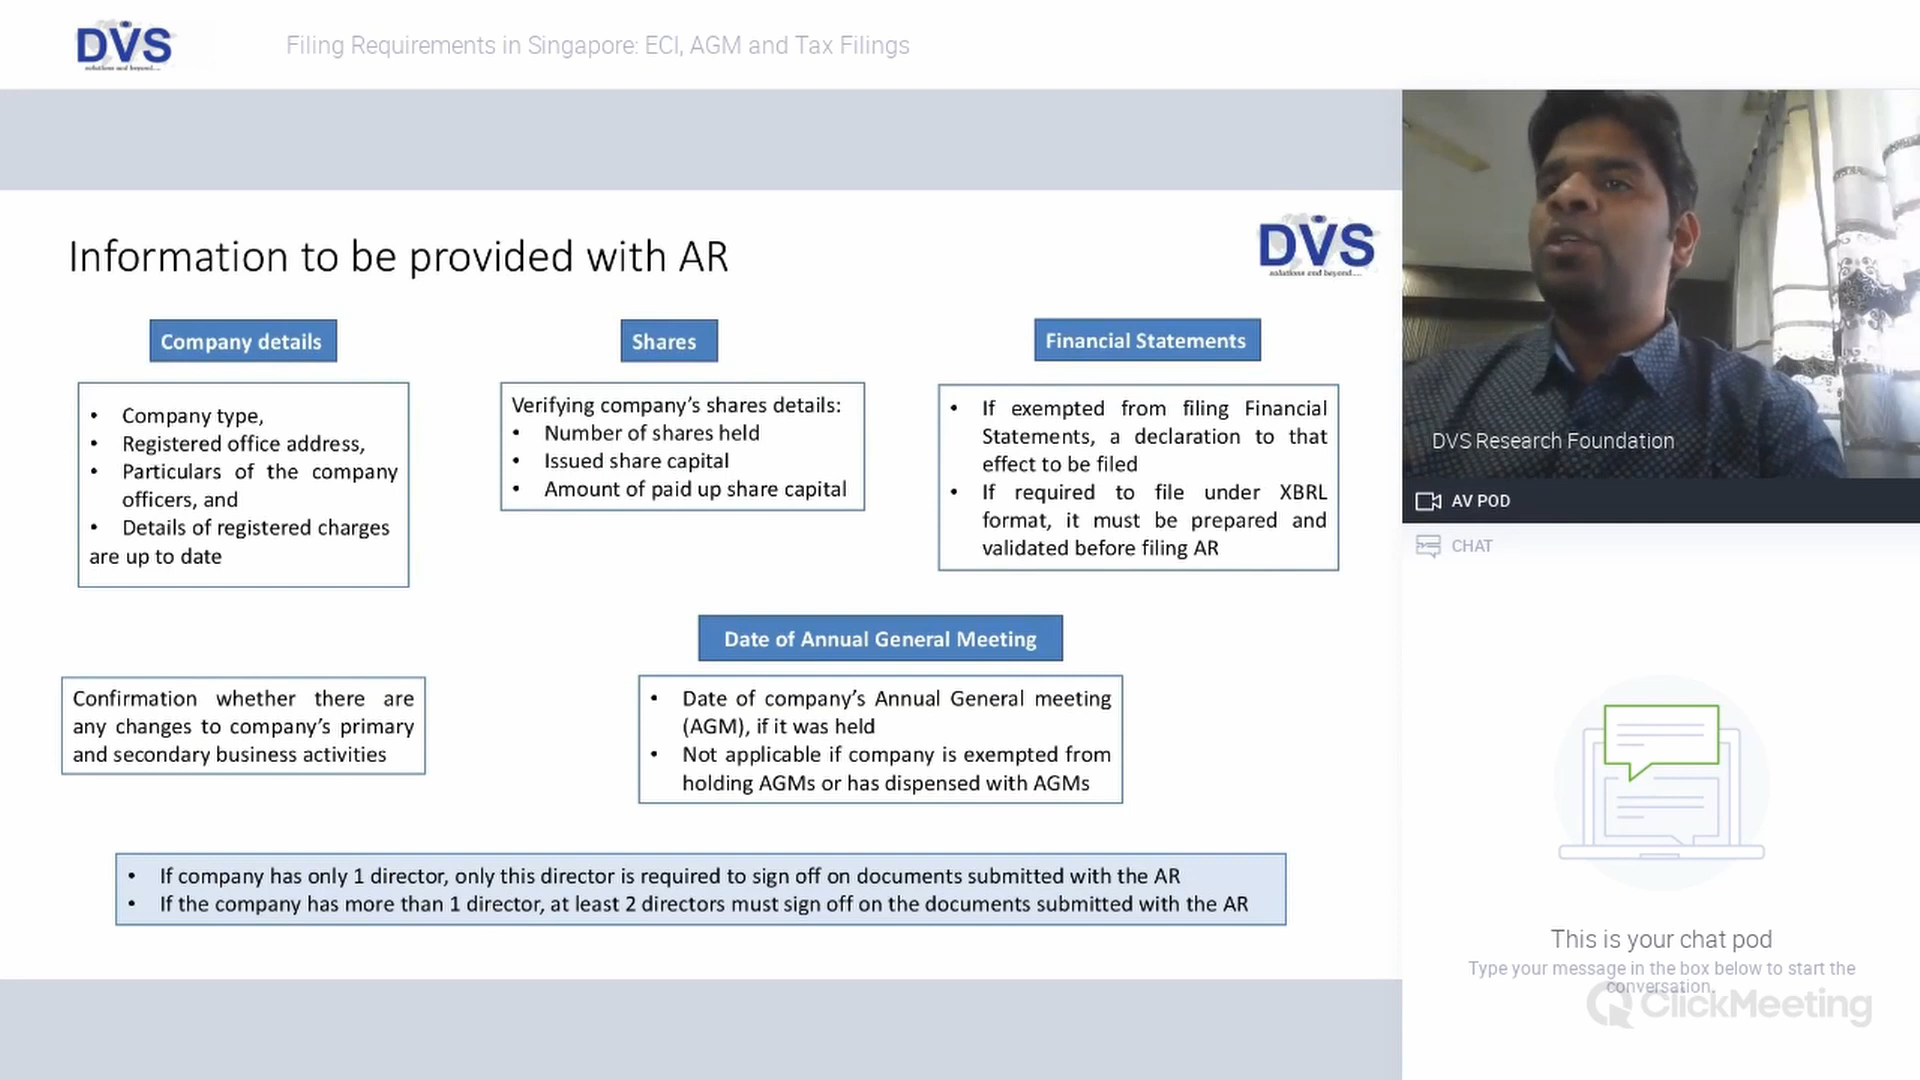 DVS
solutions and beyond....
Filing Requirements in Singapore: ECI, AGM and Tax Filings
Information to be provided with AR
DVS
solutions and beyond....
Company details
• Company type,
• Registered office address,
• Particulars of the company
officers, and
• Details of registered charges
are up to date
Shares
Verifying company's shares details:
• Number of shares held
• Issued share capital
• Amount of paid up share capital
Financial Statements
• If exempted from filing Financial
Statements, a declaration to that
effect to be filed
• If required to file under XBRL
format, it must be prepared and
validated before filing AR
Confirmation whether there are
any changes to company's primary
and secondary business activities
Date of Annual General Meeting
• Date of company's Annual General meeting
(AGM), if it was held
• Not applicable if company is exempted from
holding AGMs or has dispensed with AGMs
• If company has only 1 director, only this director is required to sign off on documents submitted with the AR
• If the company has more than 1 director, at least 2 directors must sign off on the documents submitted with the AR
DVS Research Foundation
AV POD
CHAT
This is your chat pod
Type your message in the box below to start the
conversation.
ClickMeeting